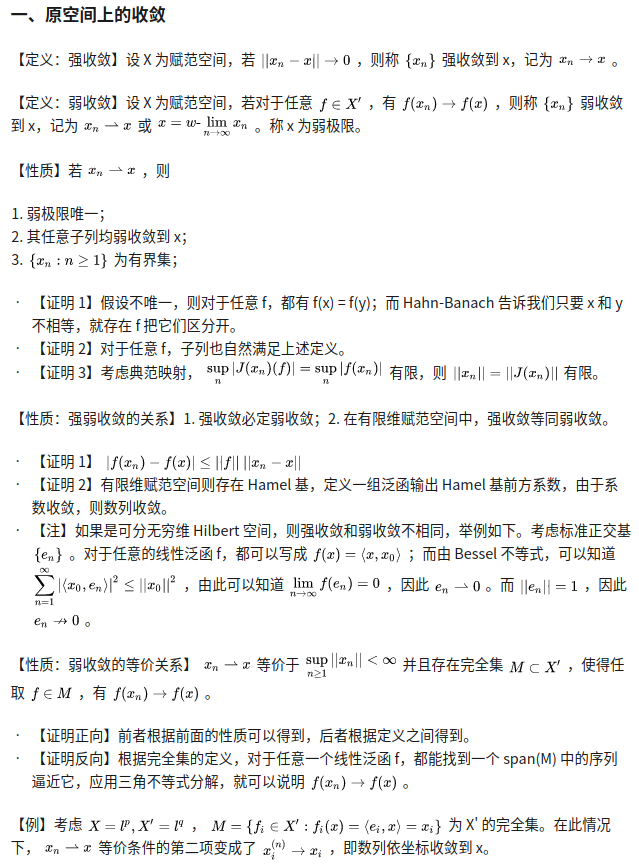 一、原空间上的收敛
【定义：强收敛】设 X 为赋范空间，若 $||x_n - x|| \to 0$ ，则称 $\{x_n\}$ 强收敛到 x，记为 $x_n \to x$ 。
【定义：弱收敛】设 X 为赋范空间，若对于任意 $f \in X'$ ，有 $f(x_n) \to f(x)$ ，则称 $\{x_n\}$ 弱收敛
到 x，记为 $x_n \rightharpoonup x$ 或 $x = w\text{-}\lim_{n\to\infty} x_n$ 。称 x 为弱极限。
【性质】若 $x_n \rightharpoonup x$ ，则
1. 弱极限唯一；
2. 其任意子列均弱收敛到 x；
3. $\{x_n : n \geq 1\}$ 为有界集；
· 【证明 1】假设不唯一，则对于任意 f，都有 f(x) = f(y)；而 Hahn-Banach 告诉我们只要 x 和 y
不相等，就存在 f 把它们区分开。
· 【证明 2】对于任意 f，子列也自然满足上述定义。
· 【证明 3】考虑典范映射， $\sup_n |J(x_n)(f)| = \sup_n |f(x_n)|$ 有限，则 $||x_n|| = ||J(x_n)||$ 有限。
【性质：强弱收敛的关系】1. 强收敛必定弱收敛；2. 在有限维赋范空间中，强收敛等同弱收敛。
· 【证明 1】 $|f(x_n) - f(x)| \leq ||f||\,||x_n - x||$
· 【证明 2】有限维赋范空间则存在 Hamel 基，定义一组泛函输出 Hamel 基前方系数，由于系
数收敛，则数列收敛。
· 【注】如果是可分无穷维 Hilbert 空间，则强收敛和弱收敛不相同，举例如下。考虑标准正交基
$\{e_n\}$ 。对于任意的线性泛函 f，都可以写成 $f(x) = \langle x, x_0 \rangle$ ；而由 Bessel 不等式，可以知道
$\sum_{n=1}^{\infty} |\langle x_0, e_n \rangle|^2 \leq ||x_0||^2$ ，由此可以知道 $\lim_{n\to\infty} f(e_n) = 0$ ，因此 $e_n \rightharpoonup 0$ 。而 $||e_n|| = 1$ ，因此
$e_n \nrightarrow 0$ 。
【性质：弱收敛的等价关系】 $x_n \rightharpoonup x$ 等价于 $\sup_{n\geq 1} ||x_n|| < \infty$ 并且存在完全集 $M \subset X'$ ，使得任
取 $f \in M$ ，有 $f(x_n) \to f(x)$ 。
· 【证明正向】前者根据前面的性质可以得到，后者根据定义之间得到。
· 【证明反向】根据完全集的定义，对于任意一个线性泛函 f，都能找到一个 span(M) 中的序列
逼近它，应用三角不等式分解，就可以说明 $f(x_n) \to f(x)$ 。
【例】考虑 $X = l^p, X' = l^q$ ， $M = \{f_i \in X' : f_i(x) = \langle e_i, x \rangle = x_i\}$ 为 X' 的完全集。在此情况
下， $x_n \rightharpoonup x$ 等价条件的第二项变成了 $x_i^{(n)} \to x_i$ ，即数列依坐标收敛到 x。